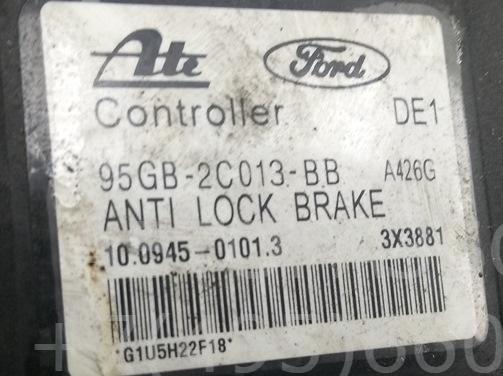 Ate Ford
Controller DE1
95GB-2C013-BB A426G
ANTI LOCK BRAKE
10.0945-0101.3 3X3881
*G1U5H22F18*